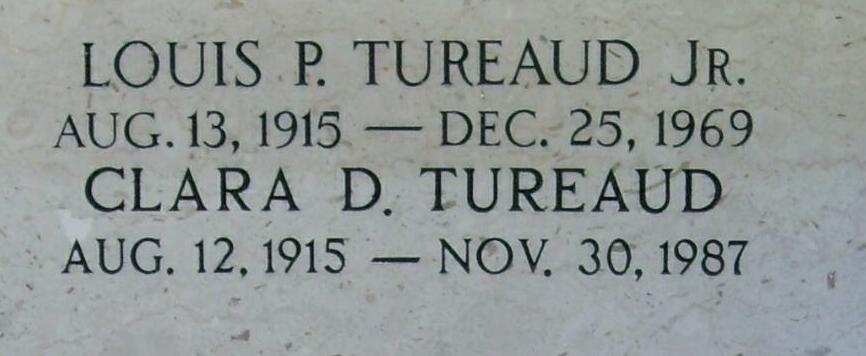 LOUIS P. TUREAUD JR.
AUG. 13, 1915 — DEC. 25, 1969
CLARA D. TUREAUD
AUG. 12, 1915 — NOV. 30, 1987